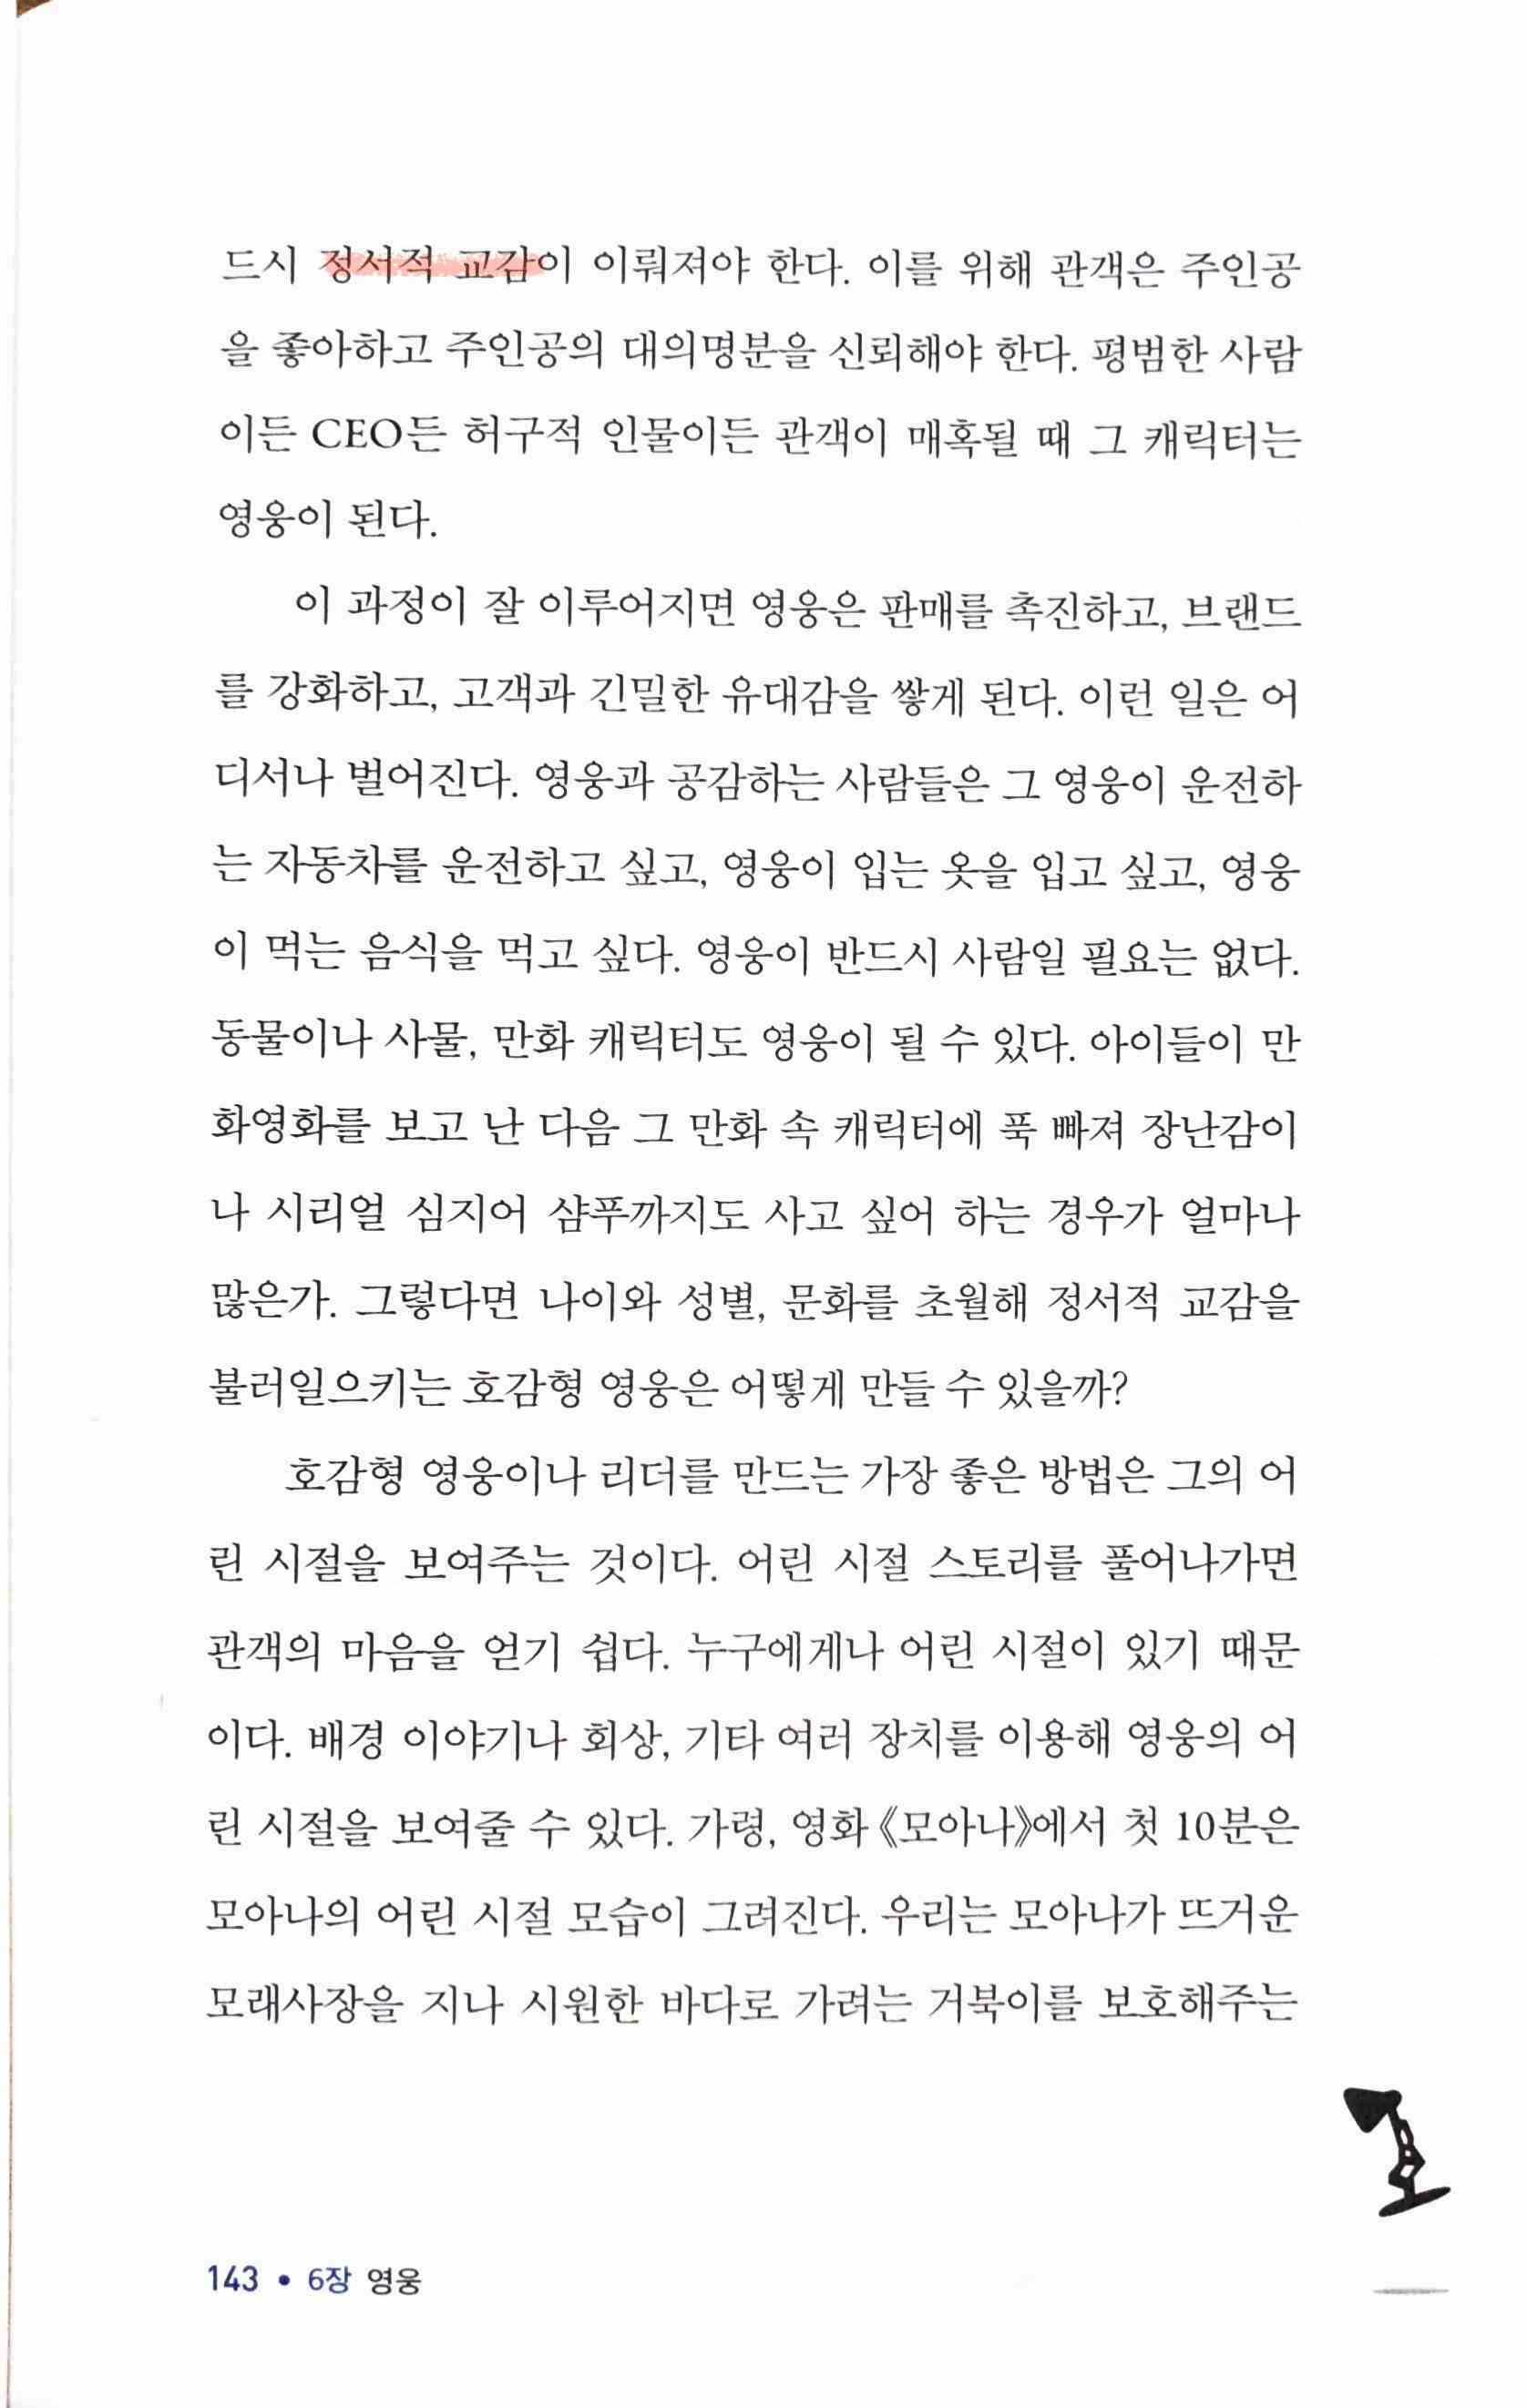 드시 정서적 교감이 이뤄져야 한다. 이를 위해 관객은 주인공
을 좋아하고 주인공의 대의명분을 신뢰해야 한다. 평범한 사람
이든 CEO든 허구적 인물이든 관객이 매혹될 때 그 캐릭터는
영웅이 된다.
이 과정이 잘 이루어지면 영웅은 판매를 촉진하고, 브랜드
를 강화하고, 고객과 긴밀한 유대감을 쌓게 된다. 이런 일은 어
디서나 벌어진다. 영웅과 공감하는 사람들은 그 영웅이 운전하
는 자동차를 운전하고 싶고, 영웅이 입는 옷을 입고 싶고, 영웅
이 먹는 음식을 먹고 싶다. 영웅이 반드시 사람일 필요는 없다.
동물이나 사물, 만화 캐릭터도 영웅이 될 수 있다. 아이들이 만
화영화를 보고 난 다음 그 만화 속 캐릭터에 푹 빠져 장난감이
나 시리얼 심지어 샴푸까지도 사고 싶어 하는 경우가 얼마나
많은가. 그렇다면 나이와 성별, 문화를 초월해 정서적 교감을
불러일으키는 호감형 영웅은 어떻게 만들 수 있을까?
호감형 영웅이나 리더를 만드는 가장 좋은 방법은 그의 어
린 시절을 보여주는 것이다. 어린 시절 스토리를 풀어나가면
관객의 마음을 얻기 쉽다. 누구에게나 어린 시절이 있기 때문
이다. 배경 이야기나 회상, 기타 여러 장치를 이용해 영웅의 어
린 시절을 보여줄 수 있다. 가령, 영화 《모아나》에서 첫 10분은
모아나의 어린 시절 모습이 그려진다. 우리는 모아나가 뜨거운
모래사장을 지나 시원한 바다로 가려는 거북이를 보호해주는
143 • 6장 영웅